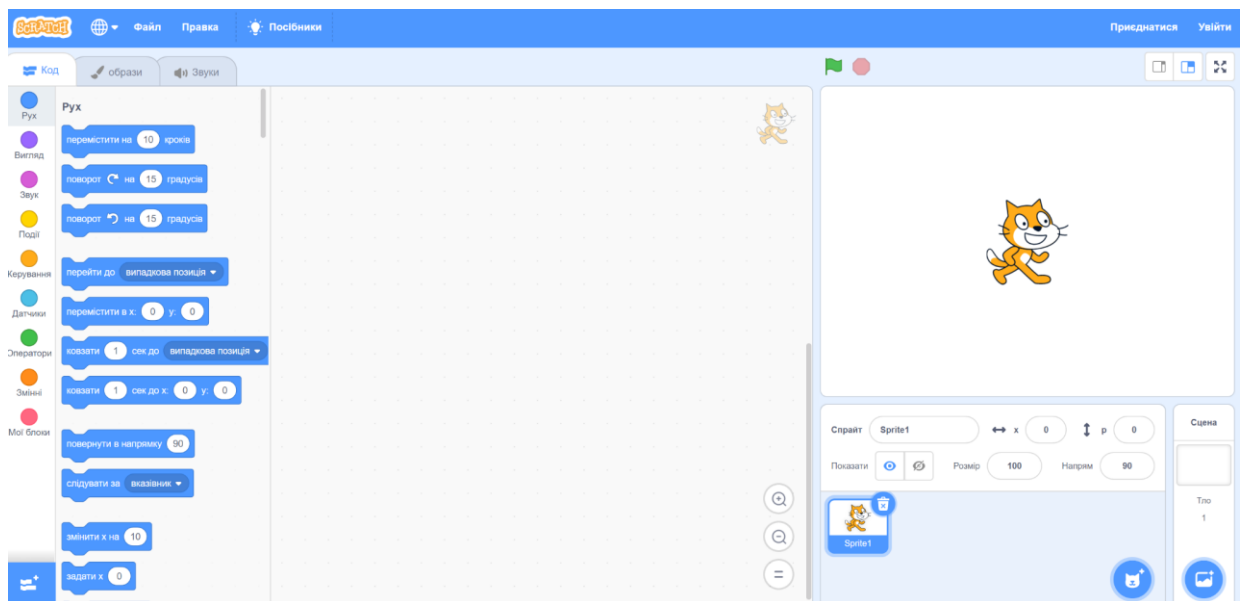 SCRATCH Файл Правка Посібники Приєднатися Увійти
Код образи Звуки
Рух
Вигляд
Звук
Події
Керування
Датчики
Оператори
Змінні
Мої блоки
Рух
перемістити на 10 кроків
поворот на 15 градусів
поворот на 15 градусів
перейти до випадкова позиція
перемістити в x: 0 y: 0
ковзати 1 сек до випадкова позиція
ковзати 1 сек до x: 0 y: 0
повернути в напрямку 90
слідувати за вказівник
змінити x на 10
задати x 0
Спрайт Sprite1 x 0 р 0
Показати Розмір 100 Напрям 90
Sprite1
Сцена
Тло
1